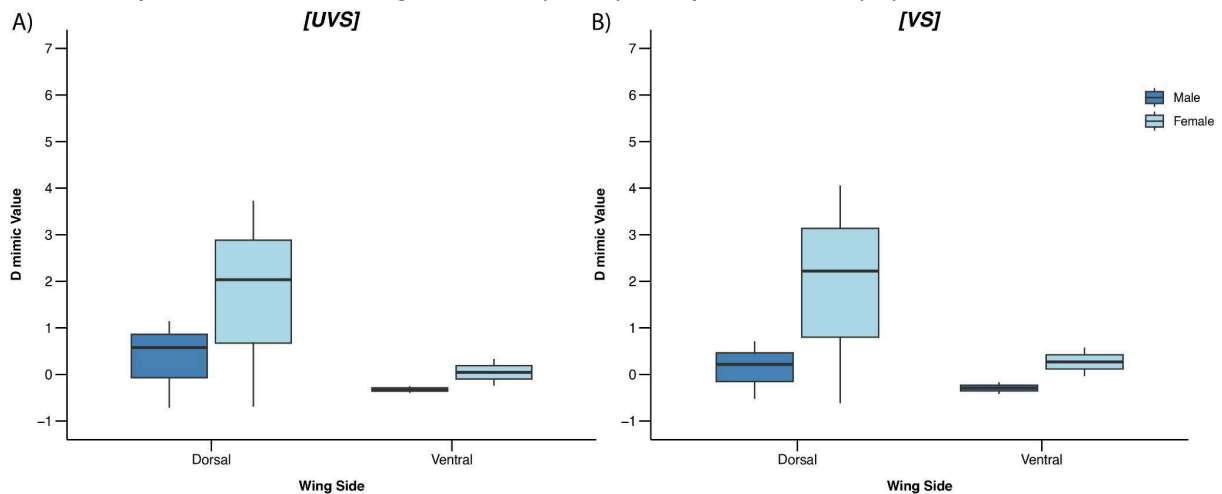 A)
[UVS]
7
6
5
4
3
2
1
0
−1
D mimic Value
Dorsal
Ventral
Wing Side
B)
[VS]
7
6
5
4
3
2
1
0
−1
D mimic Value
Dorsal
Ventral
Wing Side
Male
Female